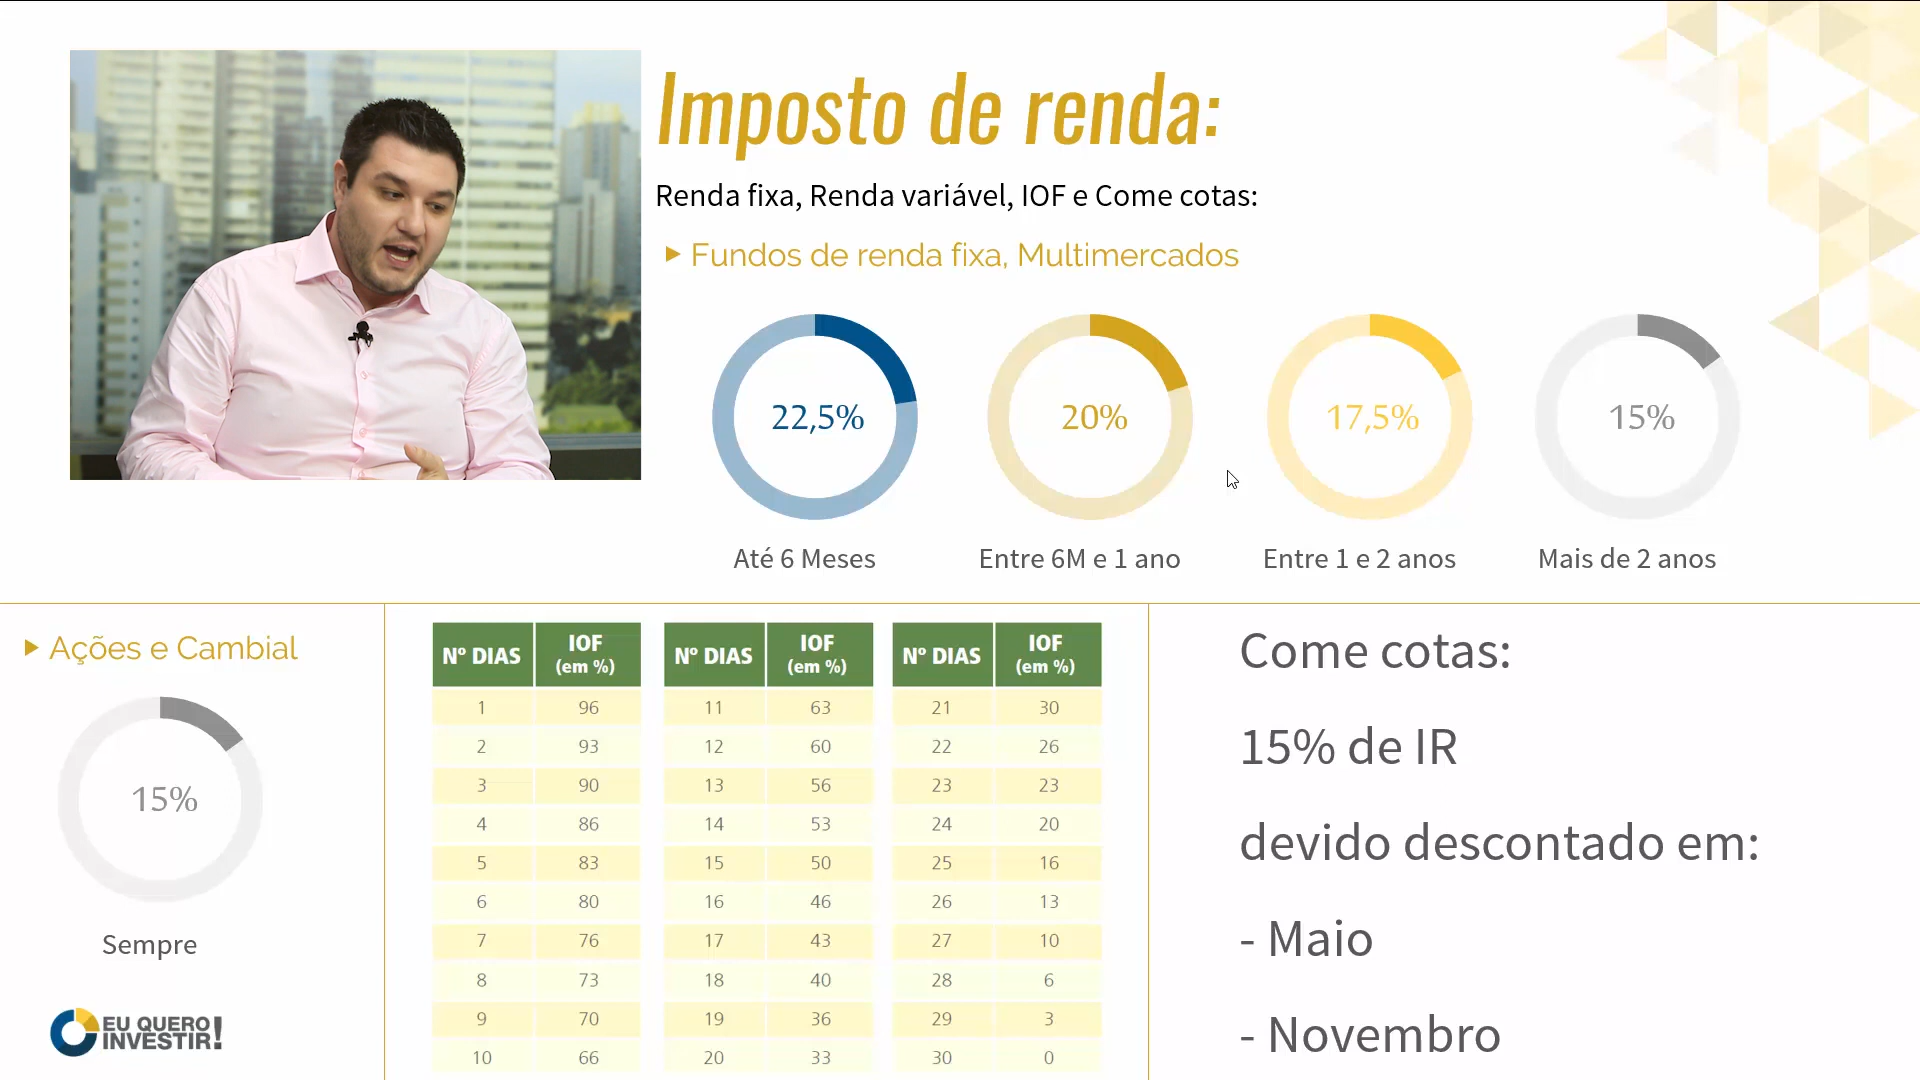 Imposto de renda:
Renda fixa, Renda variável, IOF e Come cotas:
Fundos de renda fixa, Multimercados
22,5%
20%
17,5%
15%
Até 6 Meses
Entre 6M e 1 ano
Entre 1 e 2 anos
Mais de 2 anos
Ações e Cambial
15%
Sempre
EU QUERO
INVESTIR!
Nº DIAS IOF (em %) Nº DIAS IOF (em %) Nº DIAS IOF (em %)
1 96 11 63 21 30
2 93 12 60 22 26
3 90 13 56 23 23
4 86 14 53 24 20
5 83 15 50 25 16
6 80 16 46 26 13
7 76 17 43 27 10
8 73 18 40 28 6
9 70 19 36 29 3
10 66 20 33 30 0
Come cotas:
15% de IR
devido descontado em:
- Maio
- Novembro